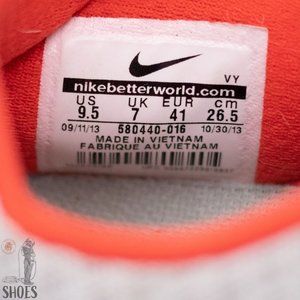 VY
nikebetterworld.com
US UK EUR cm
9.5 7 41 26.5
09/11/13 580440-016 10/30/13
MADE IN VIETNAM
FABRIQUE AU VIETNAM
SHOES